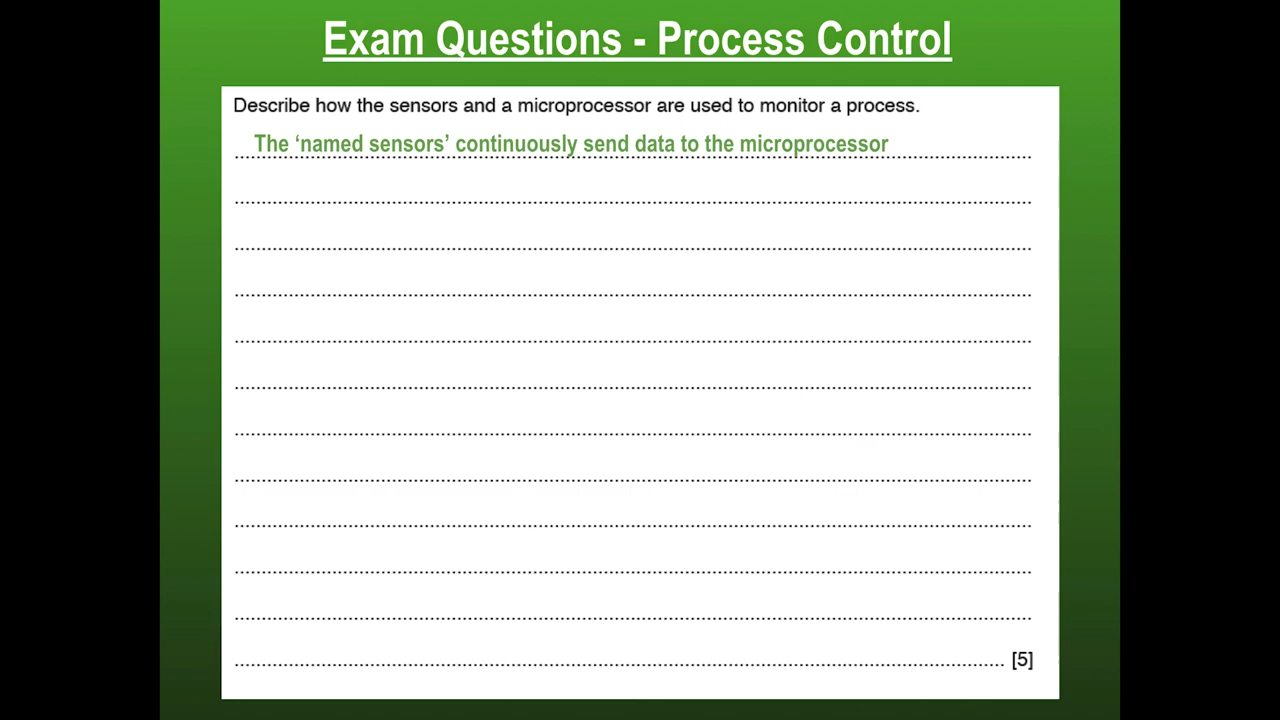 Exam Questions - Process Control
Describe how the sensors and a microprocessor are used to monitor a process.
The ‘named sensors’ continuously send data to the microprocessor
[5]